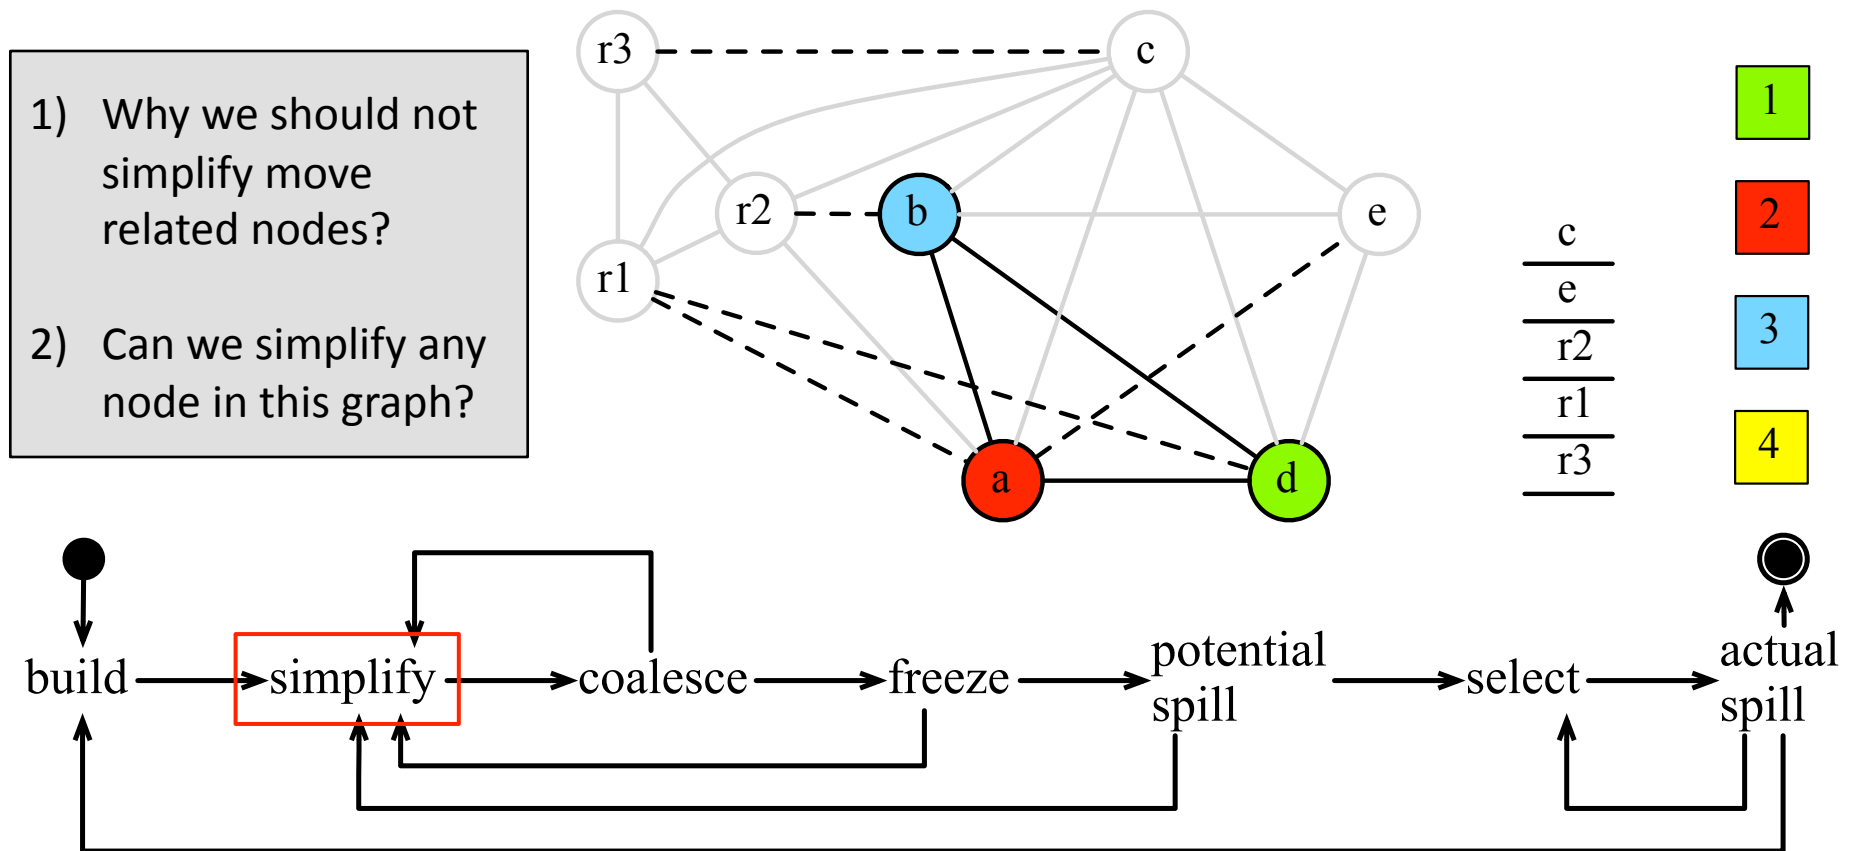 1) Why we should not
simplify move
related nodes?
2) Can we simplify any
node in this graph?
r3
c
r2
b
e
r1
a
d
c
e
r2
r1
r3
1
2
3
4
build
simplify
coalesce
freeze
potential
spill
select
actual
spill